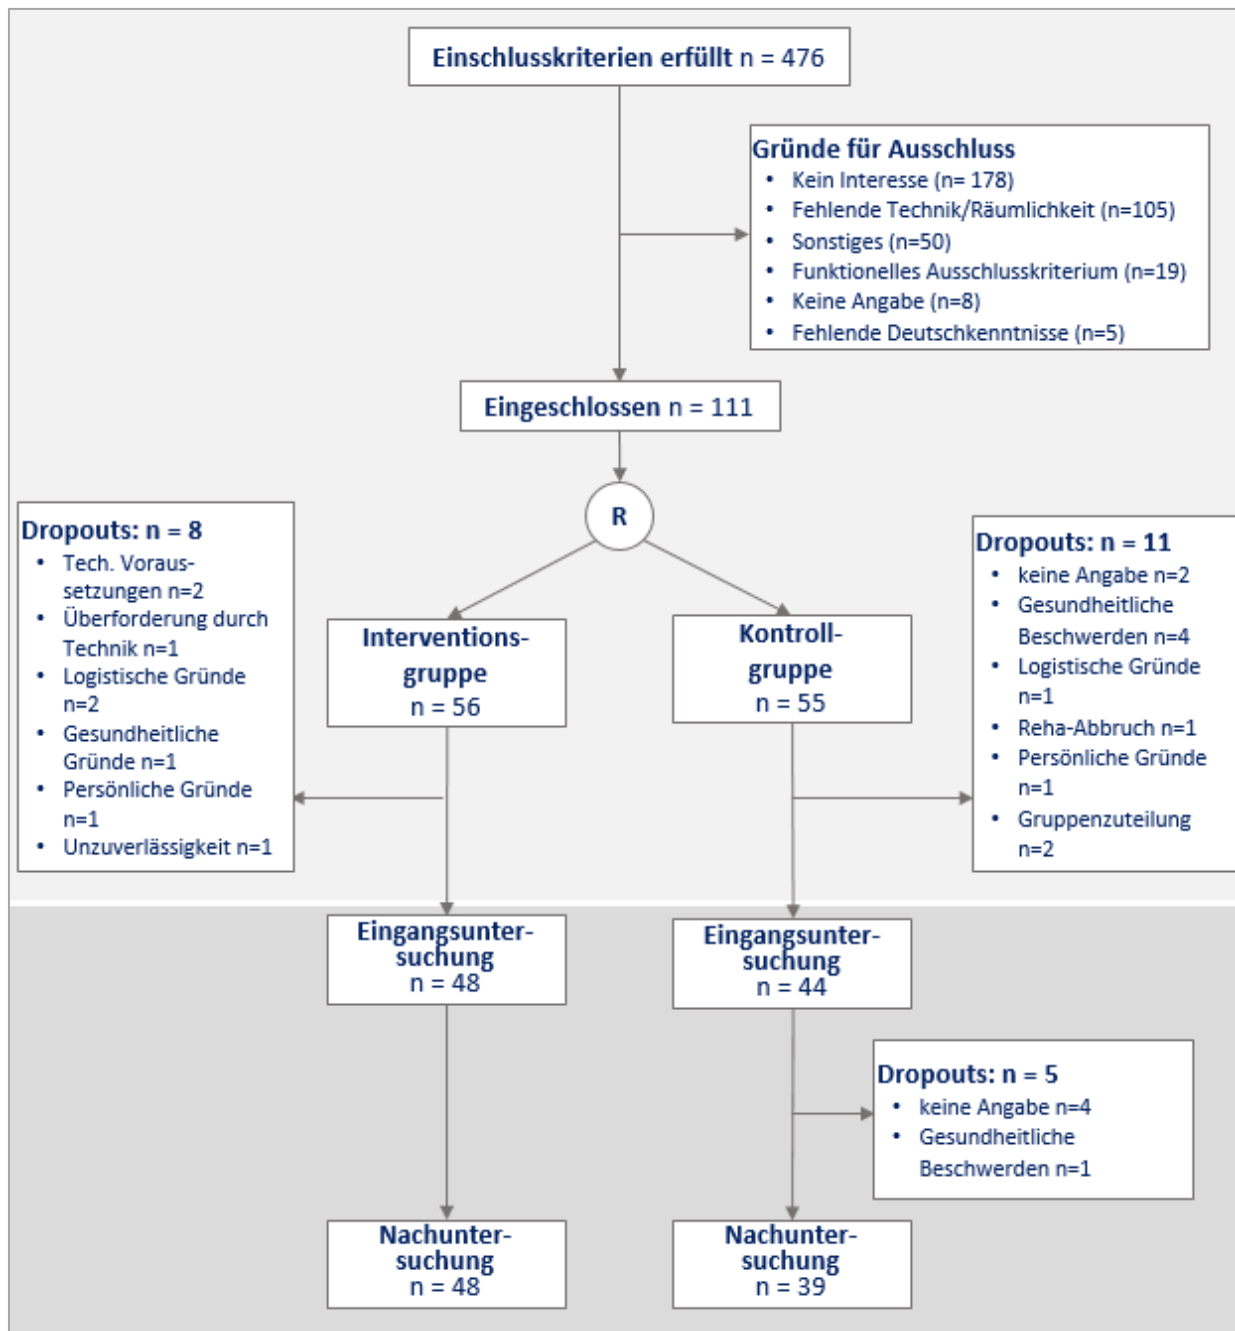 Einschlusskriterien erfüllt n = 476
Gründe für Ausschluss
• Kein Interesse (n= 178)
• Fehlende Technik/Räumlichkeit (n=105)
• Sonstiges (n=50)
• Funktionelles Ausschlusskriterium (n=19)
• Keine Angabe (n=8)
• Fehlende Deutschkenntnisse (n=5)
Eingeschlossen n = 111
R
Dropouts: n = 8
• Tech. Voraus-
setzungen n=2
• Überforderung durch
Technik n=1
• Logistische Gründe
n=2
• Gesundheitliche
Gründe n=1
• Persönliche Gründe
n=1
• Unzuverlässigkeit n=1
Interventions-
gruppe
n = 56
Kontroll-
gruppe
n = 55
Dropouts: n = 11
• keine Angabe n=2
• Gesundheitliche
Beschwerden n=4
• Logistische Gründe
n=1
• Reha-Abbruch n=1
• Persönliche Gründe
n=1
• Gruppenzuteilung
n=2
Eingangsunter-
suchung
n = 48
Eingangsunter-
suchung
n = 44
Dropouts: n = 5
• keine Angabe n=4
• Gesundheitliche
Beschwerden n=1
Nachunter-
suchung
n = 48
Nachunter-
suchung
n = 39